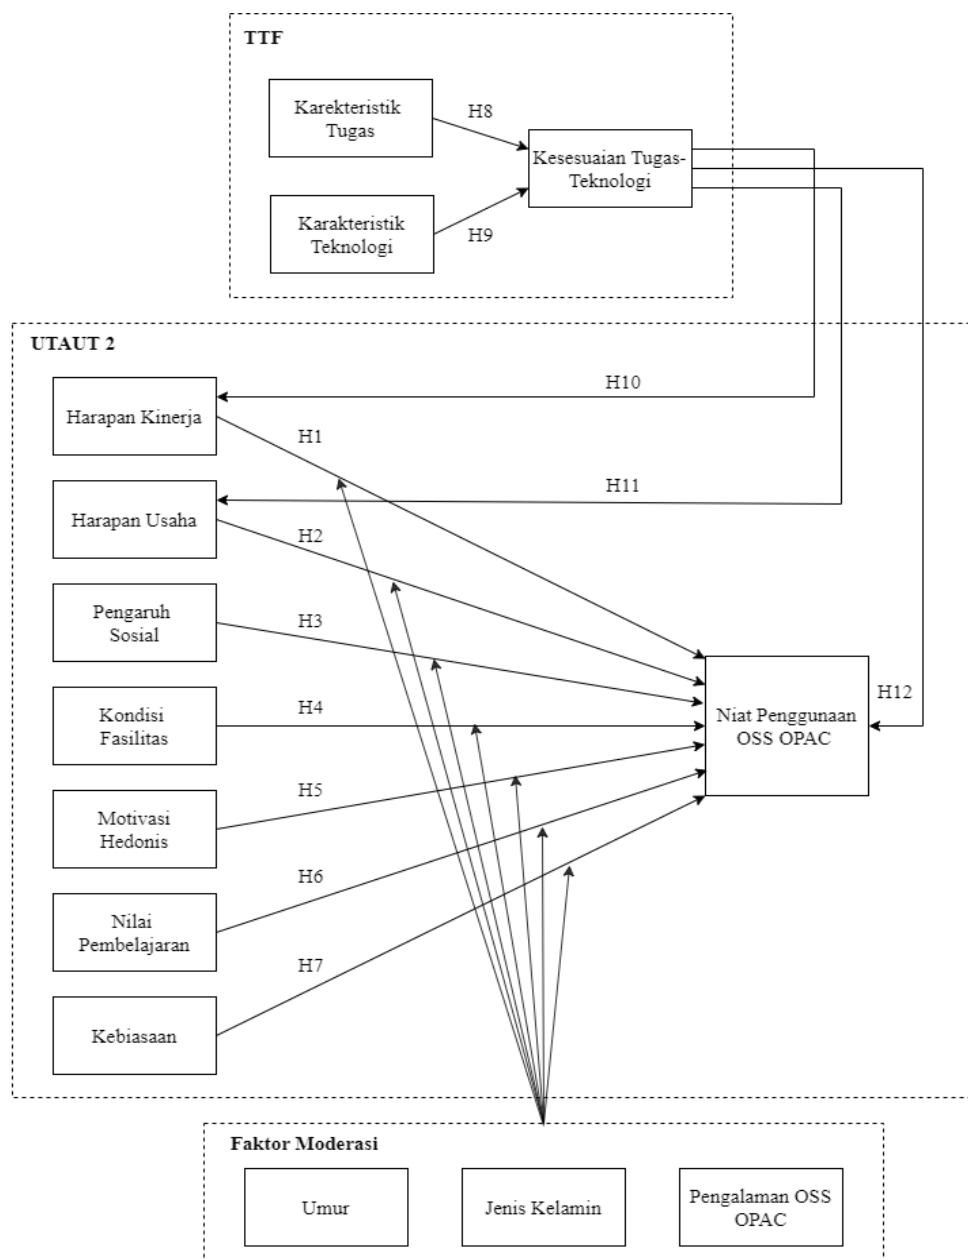 TTF
Karekteristik
Tugas
H8
Kesesuaian Tugas-
Teknologi
Karakteristik
Teknologi
H9
UTAUT 2
H10
Harapan Kinerja
H1
H11
Harapan Usaha
H2
Pengaruh
Sosial
H3
Kondisi
Fasilitas
H4
Niat Penggunaan
OSS OPAC
H12
Motivasi
Hedonis
H5
Nilai
Pembelajaran
H6
Kebiasaan
H7
Faktor Moderasi
Umur
Jenis Kelamin
Pengalaman OSS
OPAC